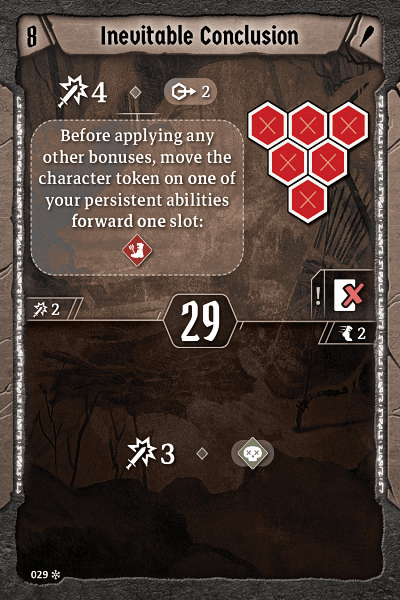 8 Inevitable Conclusion
4 2
Before applying any
other bonuses, move the
character token on one of
your persistent abilities
forward one slot:
!
2 29
2
3
029